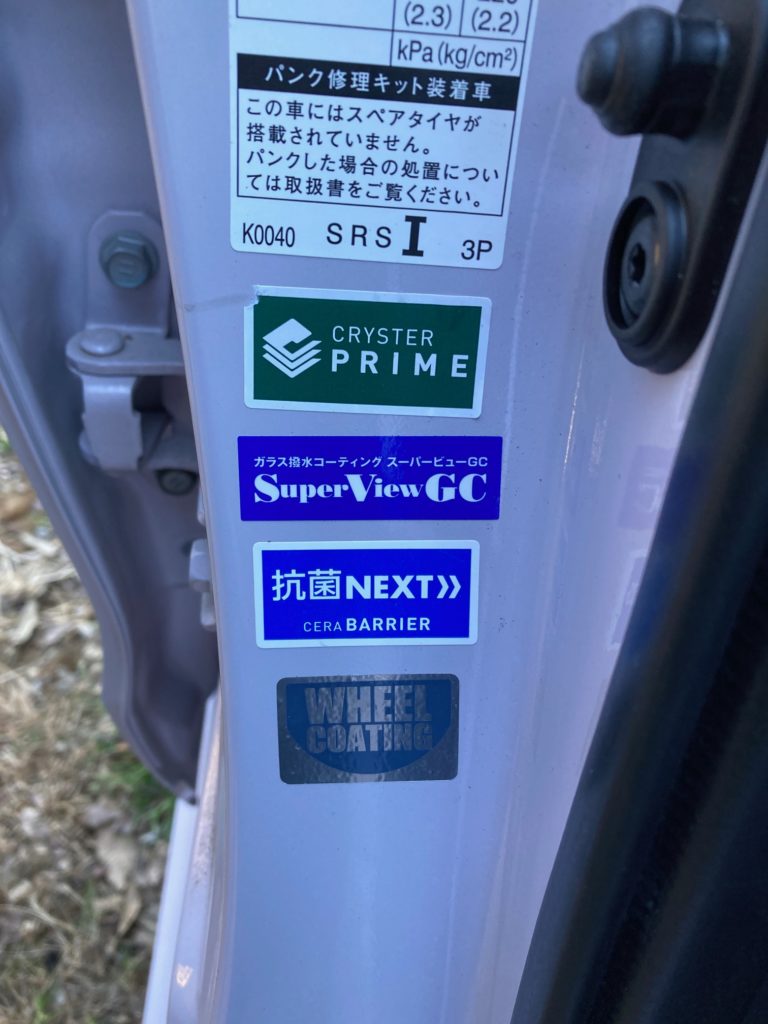 (2.3) (2.2)
kPa(kg/cm²)
パンク修理キット装着車
この車にはスペアタイヤが
搭載されていません。
パンクした場合の処置につい
ては取扱書をご覧ください。
K0040 SRS I 3P
CRYSTER
PRIME
ガラス撥水コーティング スーパービューGC
SuperViewGC
抗菌NEXT»
CERA BARRIER
WHEEL
COATING